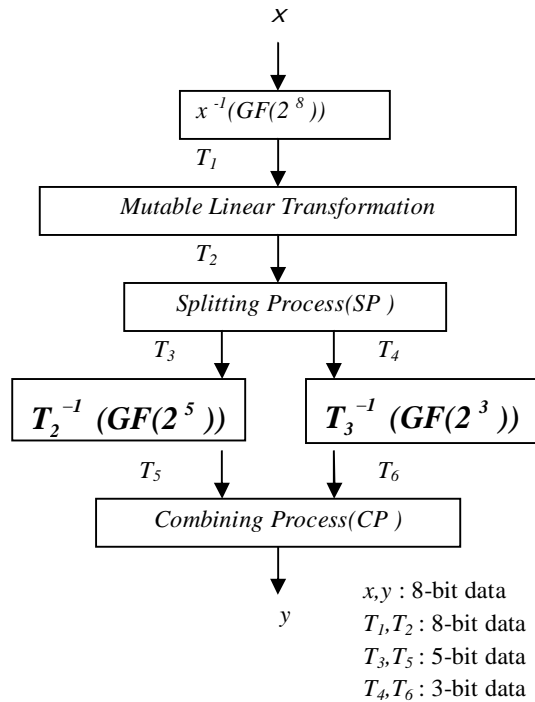 x
x ⁻¹(GF(2 ⁸))
T₁
Mutable Linear Transformation
T₂
Splitting Process(SP )
T₃ T₄
T₂⁻¹ (GF(2 ⁵ )) T₃⁻¹ (GF(2 ³ ))
T₅ T₆
Combining Process(CP )
y
x,y : 8-bit data
T₁,T₂ : 8-bit data
T₃,T₅ : 5-bit data
T₄,T₆ : 3-bit data